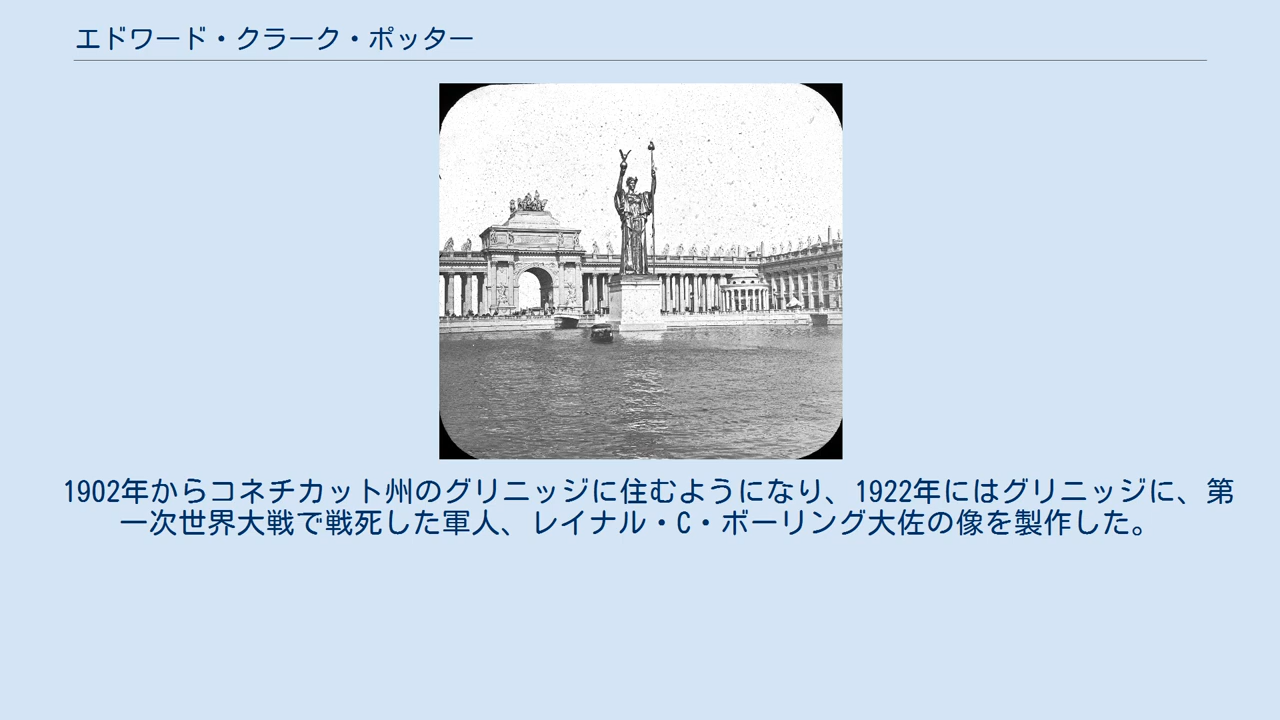 エドワード・クラーク・ポッター
1902年からコネチカット州のグリニッジに住むようになり、1922年にはグリニッジに、第
一次世界大戦で戦死した軍人、レイナル・C・ボーリング大佐の像を製作した。